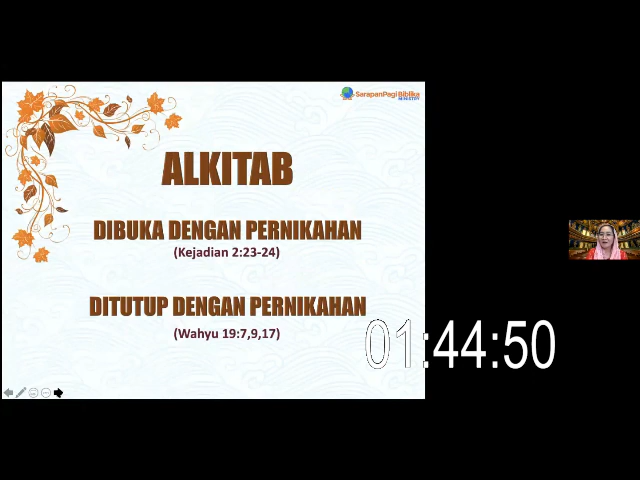 SarapanPagi Biblika
MINISTRY
ALKITAB
DIBUKA DENGAN PERNIKAHAN
(Kejadian 2:23-24)
DITUTUP DENGAN PERNIKAHAN
(Wahyu 19:7,9,17)
01:44:50